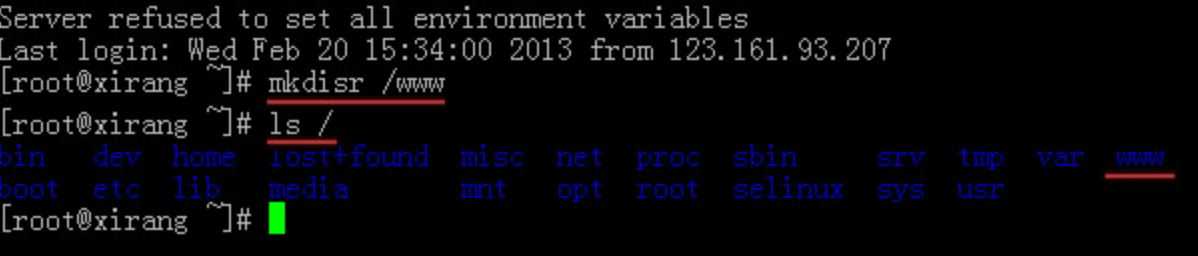 Server refused to set all environment variables
Last login: Wed Feb 20 15:34:00 2013 from 123.161.93.207
[root@xirang ~]# mkdisr /www
[root@xirang ~]# ls /
bin dev home lost+found misc net proc sbin srv tmp var www
boot etc lib media mnt opt root selinux sys usr
[root@xirang ~]#